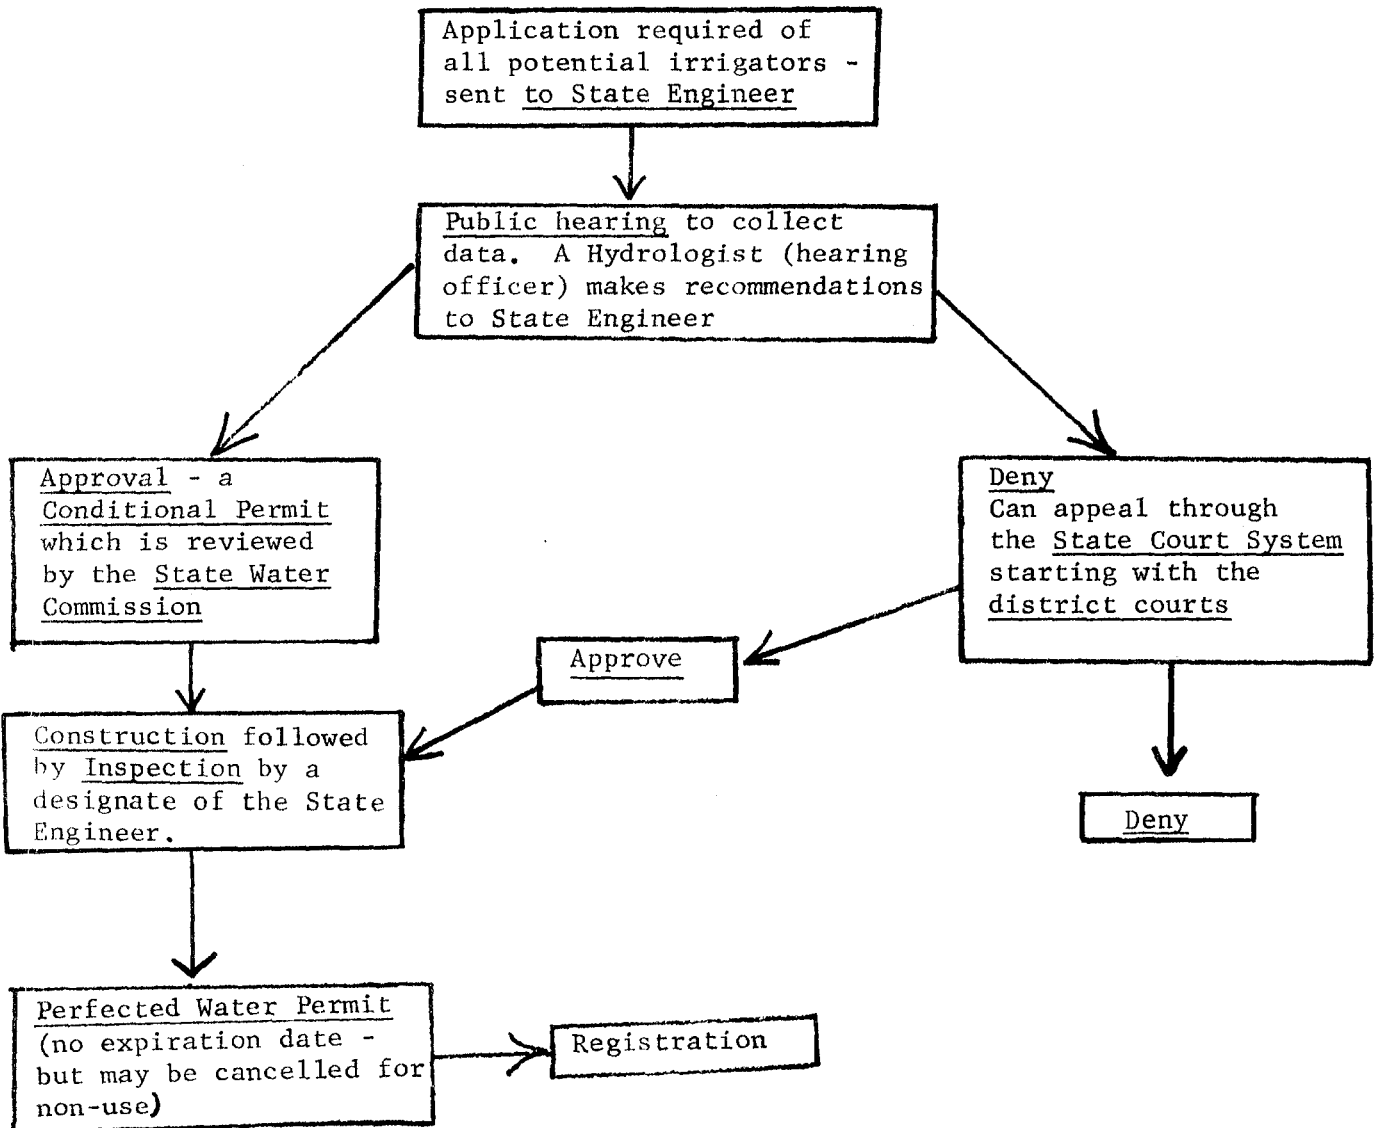 Application required of
all potential irrigators -
sent to State Engineer
Public hearing to collect
data. A Hydrologist (hearing
officer) makes recommendations
to State Engineer
Approval - a
Conditional Permit
which is reviewed
by the State Water
Commission
Deny
Can appeal through
the State Court System
starting with the
district courts
Approve
Construction followed
by Inspection by a
designate of the State
Engineer.
Deny
Perfected Water Permit
(no expiration date -
but may be cancelled for
non-use)
Registration